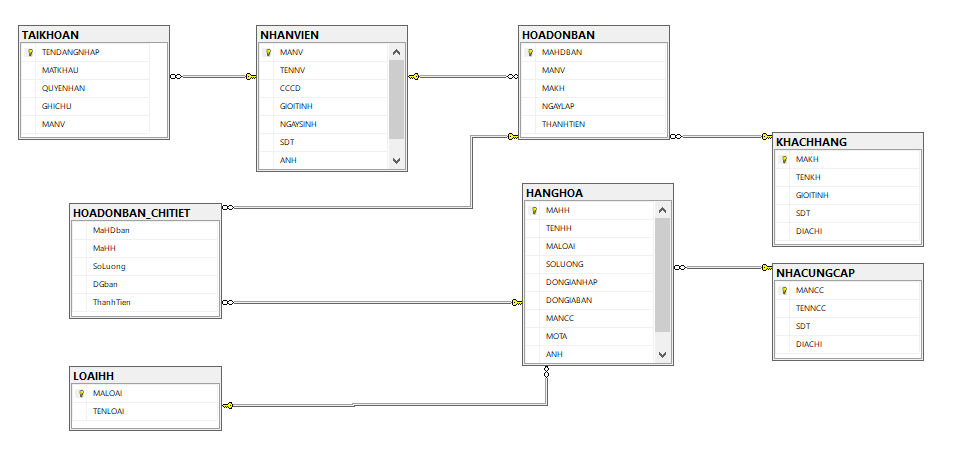 TAIKHOAN
TENDANGNHAP
MATKHAU
QUYENHAN
GHICHU
MANV
NHANVIEN
MANV
TENNV
CCCD
GIOITINH
NGAYSINH
SDT
ANH
HOADONBAN
MAHDBAN
MANV
MAKH
NGAYLAP
THANHTIEN
KHACHHANG
MAKH
TENKH
GIOITINH
SDT
DIACHI
HOADONBAN_CHITIET
MaHDban
MaHH
SoLuong
DGban
ThanhTien
HANGHOA
MAHH
TENHH
MALOAI
SOLUONG
DONGIANHAP
DONGIABAN
MANCC
MOTA
ANH
NHACUNGCAP
MANCC
TENNCC
SDT
DIACHI
LOAIHH
MALOAI
TENLOAI